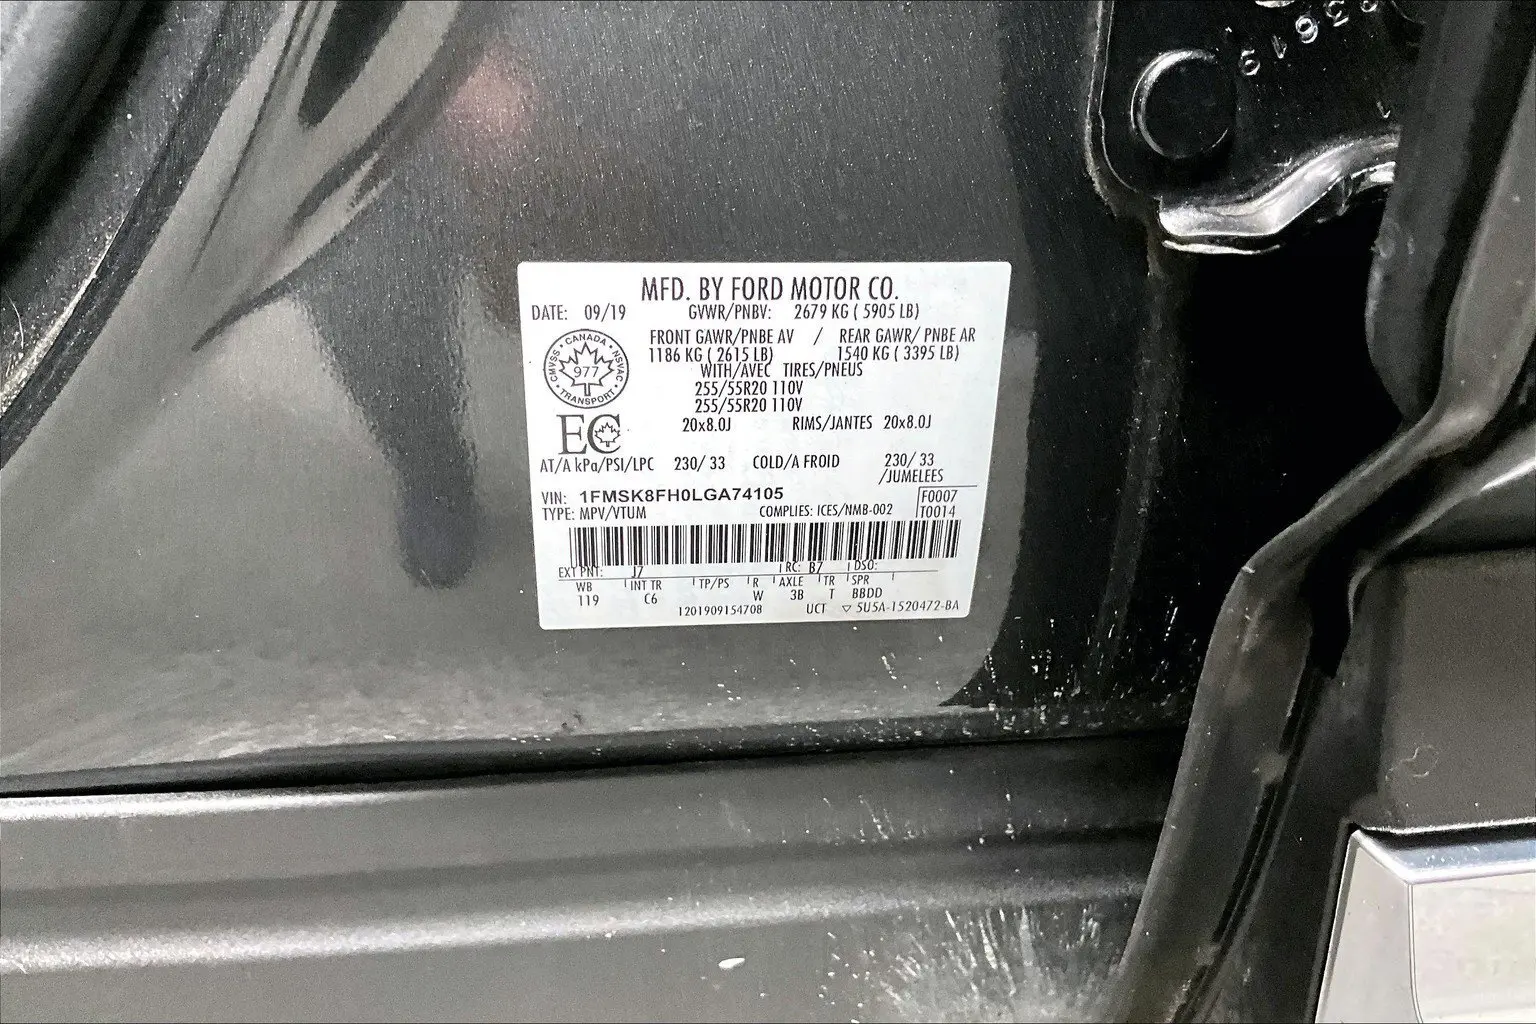 MFD. BY FORD MOTOR CO.
DATE: 09/19 GVWR/PNBV: 2679 KG ( 5905 LB)
FRONT GAWR/PNBE AV / REAR GAWR/ PNBE AR
1186 KG ( 2615 LB) 1540 KG ( 3395 LB)
WITH/AVEC TIRES/PNEUS
255/55R20 110V
255/55R20 110V
20x8.0J RIMS/JANTES 20x8.0J
CANADA
CMVSS NSVAC
977
TRANSPORT
EC
AT/A kPa/PSI/LPC 230/ 33 COLD/A FROID 230/ 33
/JUMELEES
VIN: 1FMSK8FH0LGA74105 F0007
TYPE: MPV/VTUM COMPLIES: ICES/NMB-002 T0014
EXT PNT: J7 RC: B7 DSO:
WB INT TR TP/PS R AXLE TR SPR
119 C6 W 3B T BBDD
1201909154708 UCT ▽ 5U5A-1520472-BA